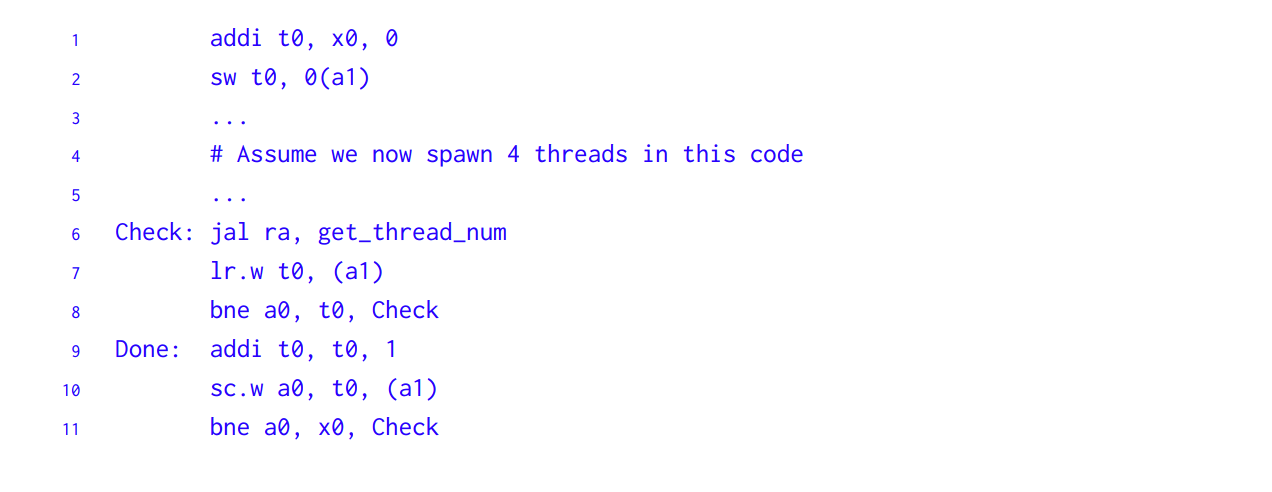 1 addi t0, x0, 0
2 sw t0, 0(a1)
3 ...
4 # Assume we now spawn 4 threads in this code
5 ...
6 Check: jal ra, get_thread_num
7 lr.w t0, (a1)
8 bne a0, t0, Check
9 Done: addi t0, t0, 1
10 sc.w a0, t0, (a1)
11 bne a0, x0, Check